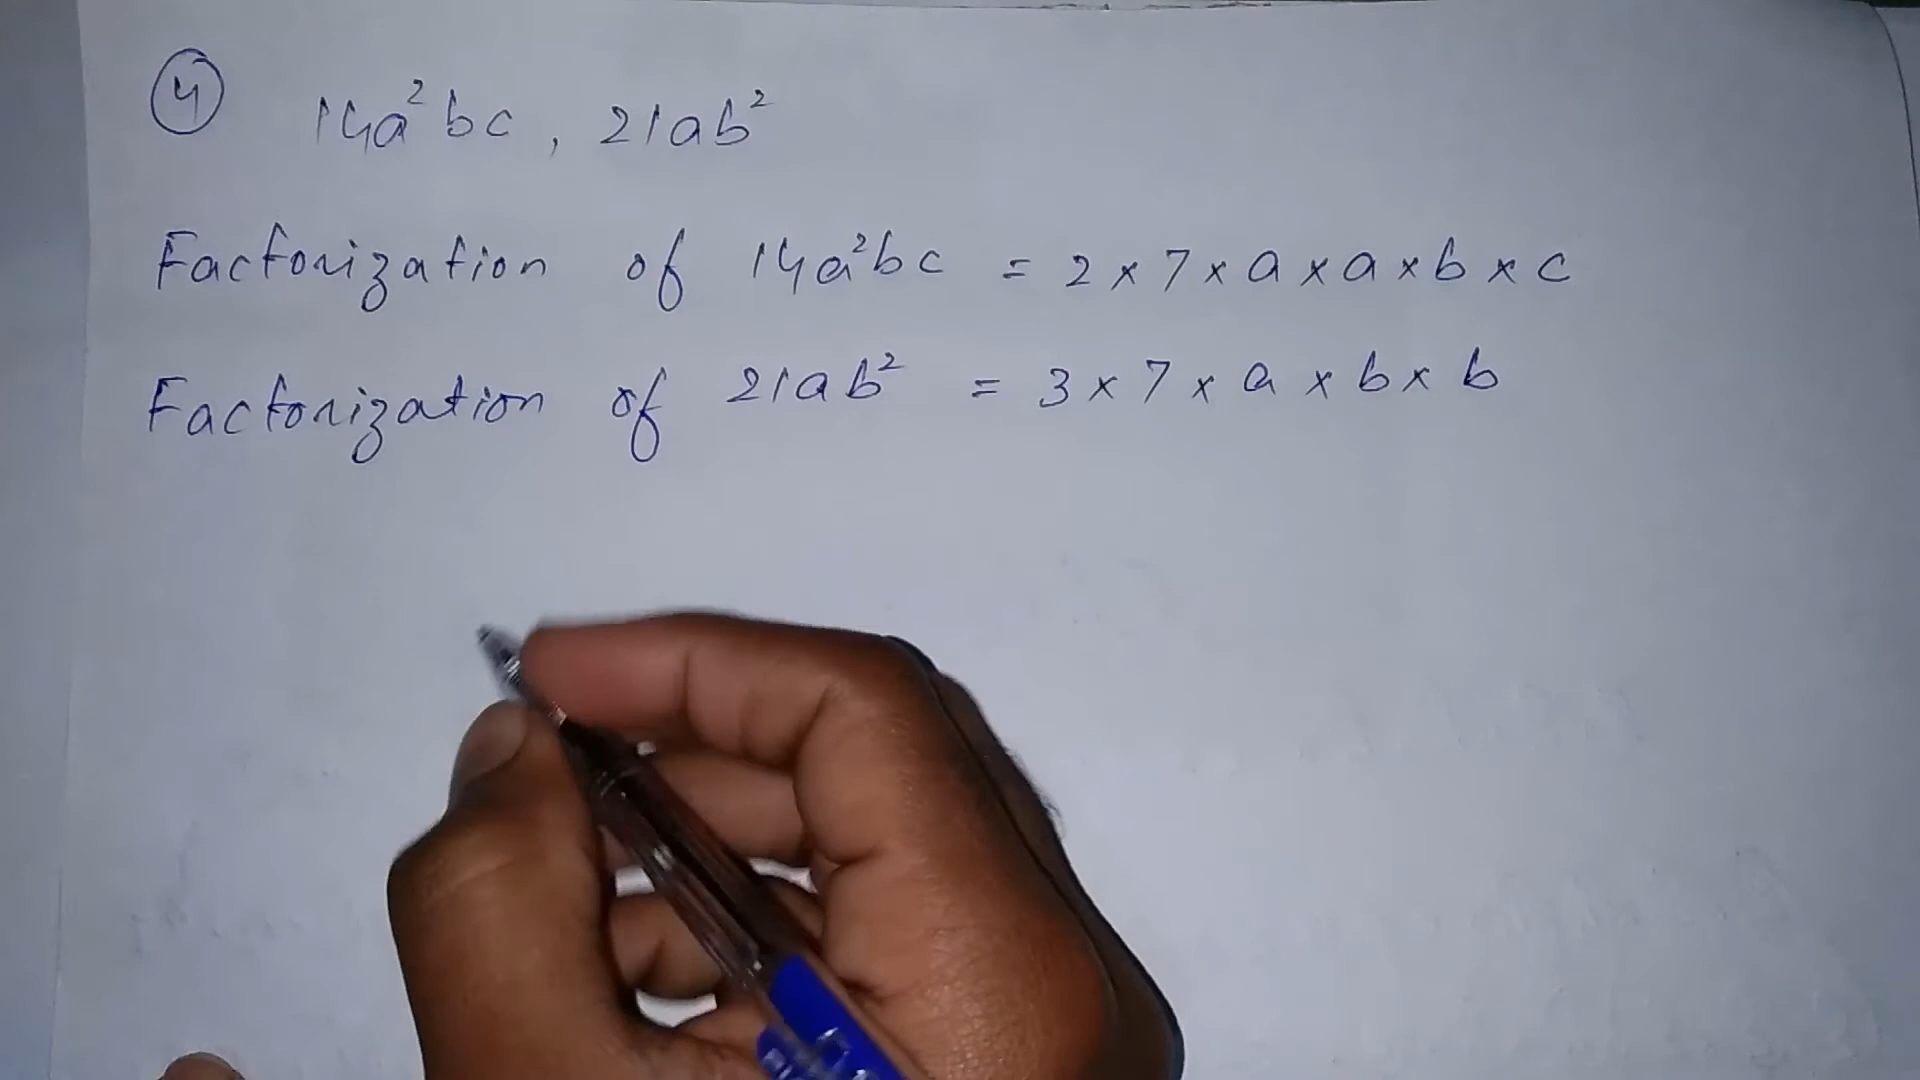 ④ 14a²bc, 21ab²
Factorization of 14a²bc = 2 × 7 × a × a × b × c
Factorization of 21ab² = 3 × 7 × a × b × b